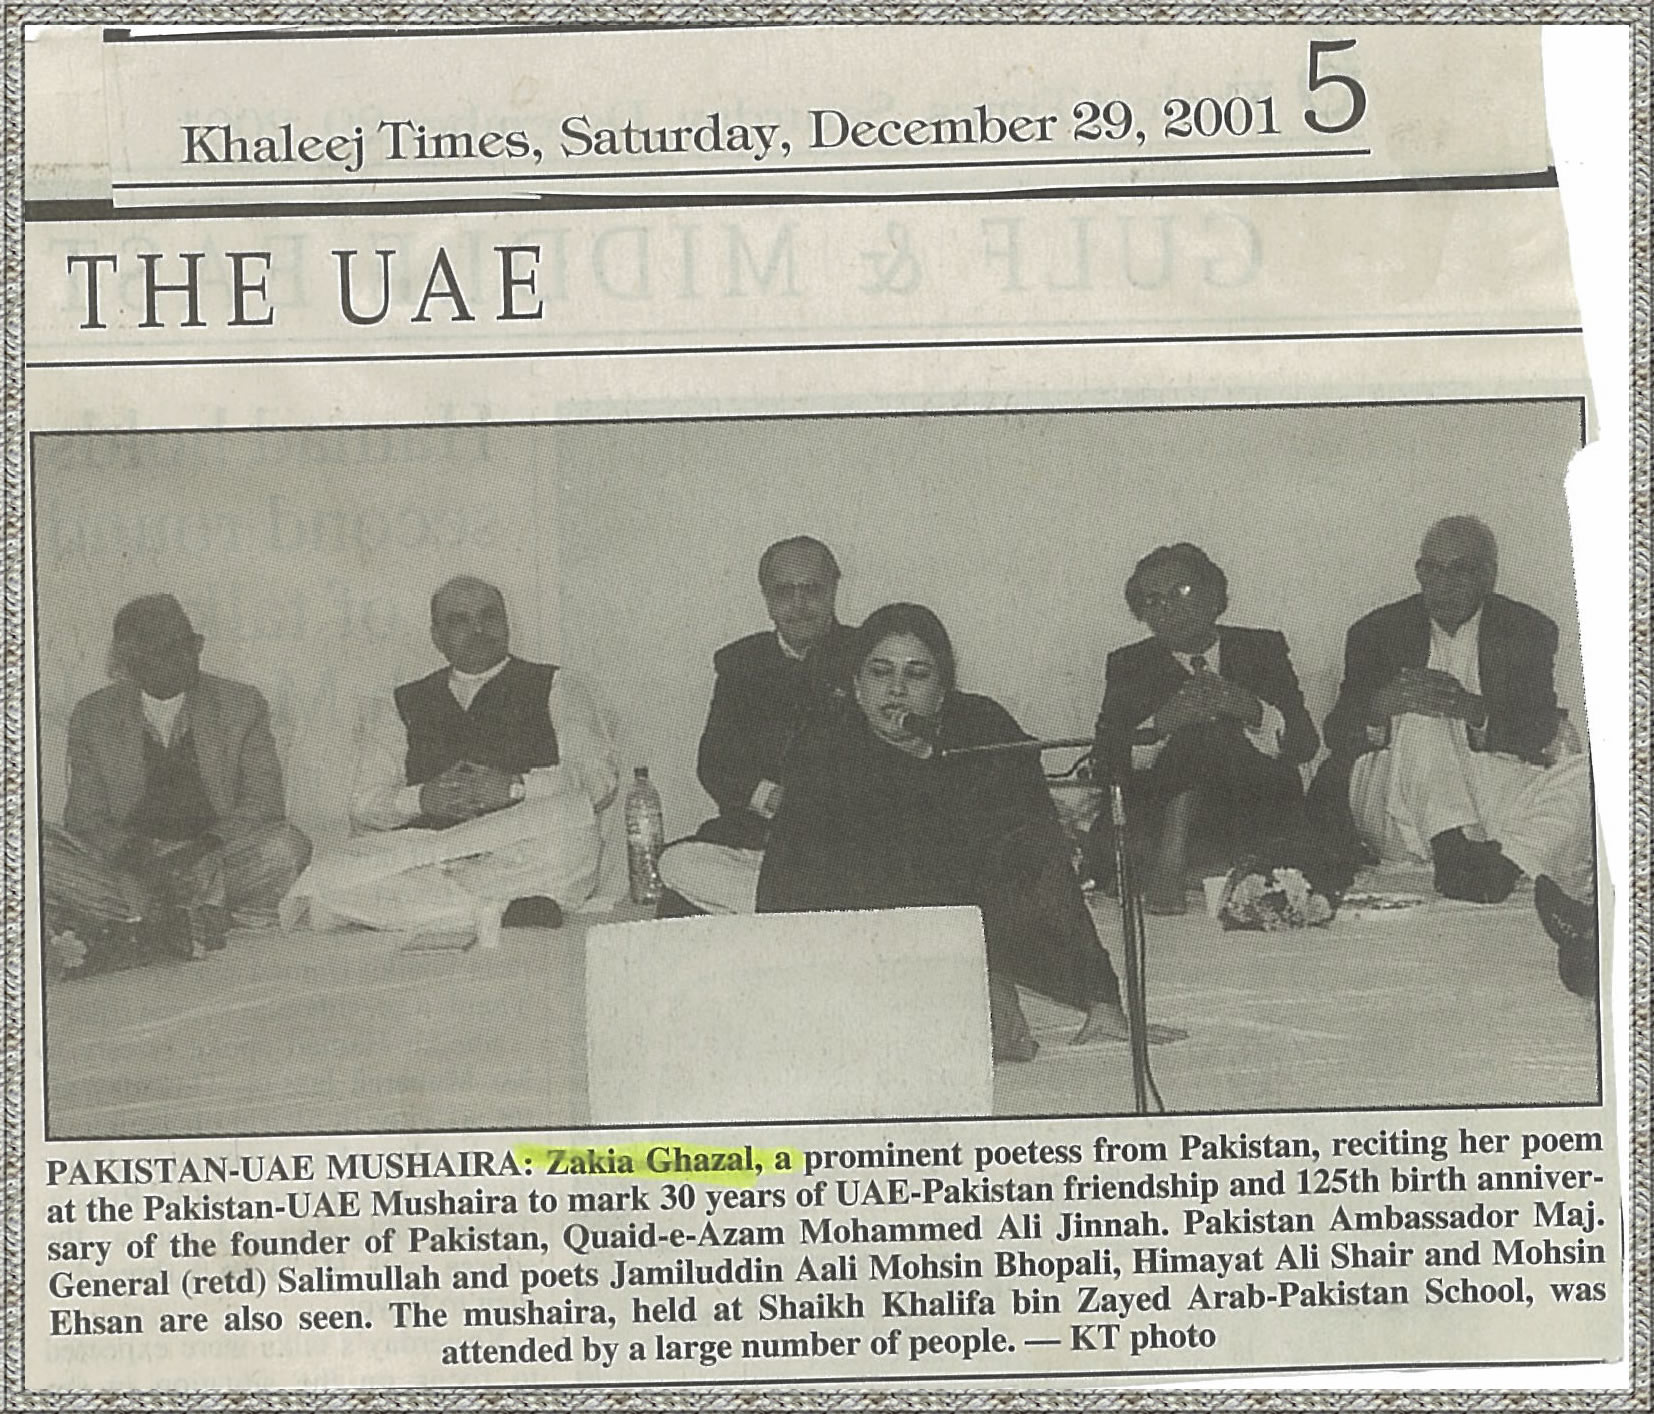 Khaleej Times, Saturday, December 29, 2001 5
THE UAE
GULF & MIDDLE EAST
PAKISTAN-UAE MUSHAIRA: Zakia Ghazal, a prominent poetess from Pakistan, reciting her poem
at the Pakistan-UAE Mushaira to mark 30 years of UAE-Pakistan friendship and 125th birth anniver-
sary of the founder of Pakistan, Quaid-e-Azam Mohammed Ali Jinnah. Pakistan Ambassador Maj.
General (retd) Salimullah and poets Jamiluddin Aali Mohsin Bhopali, Himayat Ali Shair and Mohsin
Ehsan are also seen. The mushaira, held at Shaikh Khalifa bin Zayed Arab-Pakistan School, was
attended by a large number of people. — KT photo